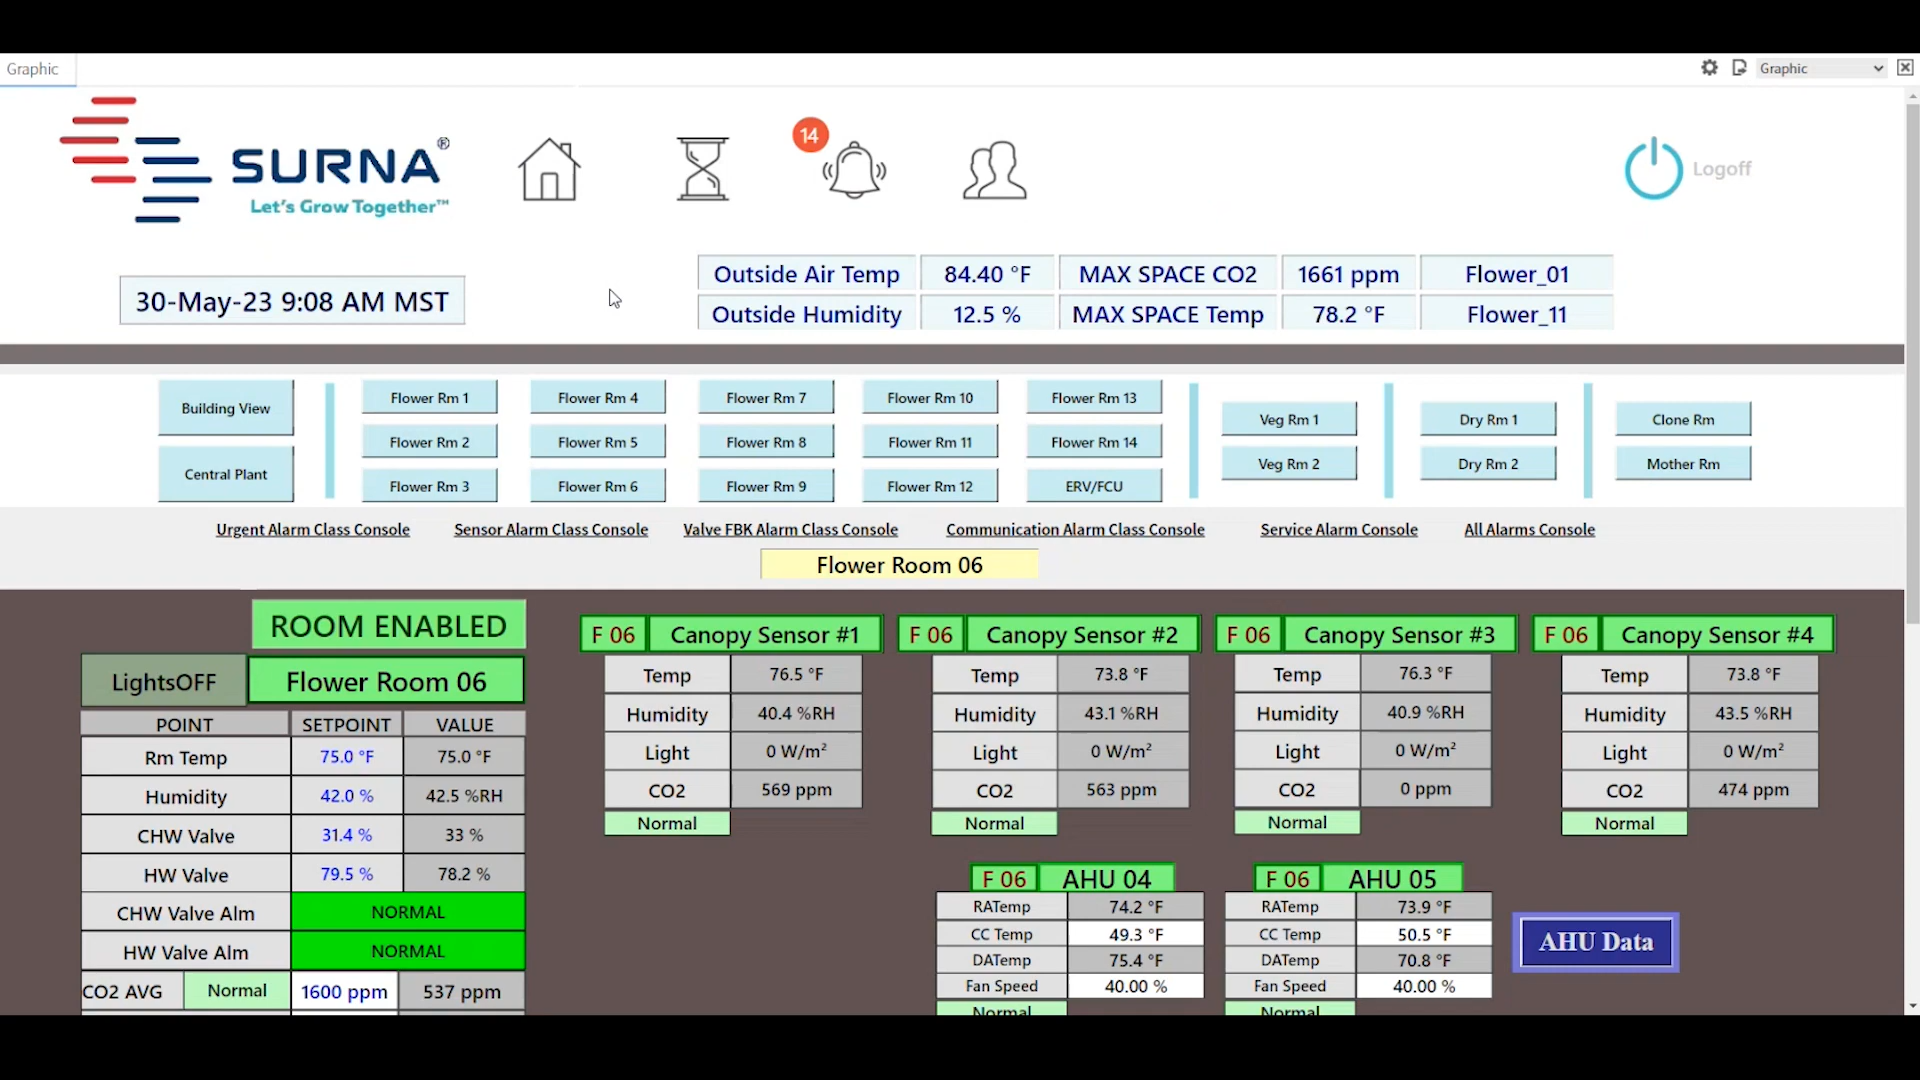 Graphic
Graphic
14
SURNA®
Let's Grow Together™
Logoff
30-May-23 9:08 AM MST
Outside Air Temp 84.40 °F MAX SPACE CO2 1661 ppm Flower_01
Outside Humidity 12.5 % MAX SPACE Temp 78.2 °F Flower_11
Building View
Central Plant
Flower Rm 1 Flower Rm 4 Flower Rm 7 Flower Rm 10 Flower Rm 13
Flower Rm 2 Flower Rm 5 Flower Rm 8 Flower Rm 11 Flower Rm 14
Flower Rm 3 Flower Rm 6 Flower Rm 9 Flower Rm 12 ERV/FCU
Veg Rm 1 Dry Rm 1 Clone Rm
Veg Rm 2 Dry Rm 2 Mother Rm
Urgent Alarm Class Console Sensor Alarm Class Console Valve FBK Alarm Class Console Communication Alarm Class Console Service Alarm Console All Alarms Console
Flower Room 06
ROOM ENABLED
LightsOFF Flower Room 06
POINT SETPOINT VALUE
Rm Temp 75.0 °F 75.0 °F
Humidity 42.0 % 42.5 %RH
CHW Valve 31.4 % 33 %
HW Valve 79.5 % 78.2 %
CHW Valve Alm NORMAL
HW Valve Alm NORMAL
CO2 AVG Normal 1600 ppm 537 ppm
F 06 Canopy Sensor #1
Temp 76.5 °F
Humidity 40.4 %RH
Light 0 W/m²
CO2 569 ppm
Normal
F 06 Canopy Sensor #2
Temp 73.8 °F
Humidity 43.1 %RH
Light 0 W/m²
CO2 563 ppm
Normal
F 06 Canopy Sensor #3
Temp 76.3 °F
Humidity 40.9 %RH
Light 0 W/m²
CO2 0 ppm
Normal
F 06 Canopy Sensor #4
Temp 73.8 °F
Humidity 43.5 %RH
Light 0 W/m²
CO2 474 ppm
Normal
F 06 AHU 04
RATemp 74.2 °F
CC Temp 49.3 °F
DATemp 75.4 °F
Fan Speed 40.00 %
Normal
F 06 AHU 05
RATemp 73.9 °F
CC Temp 50.5 °F
DATemp 70.8 °F
Fan Speed 40.00 %
Normal
AHU Data